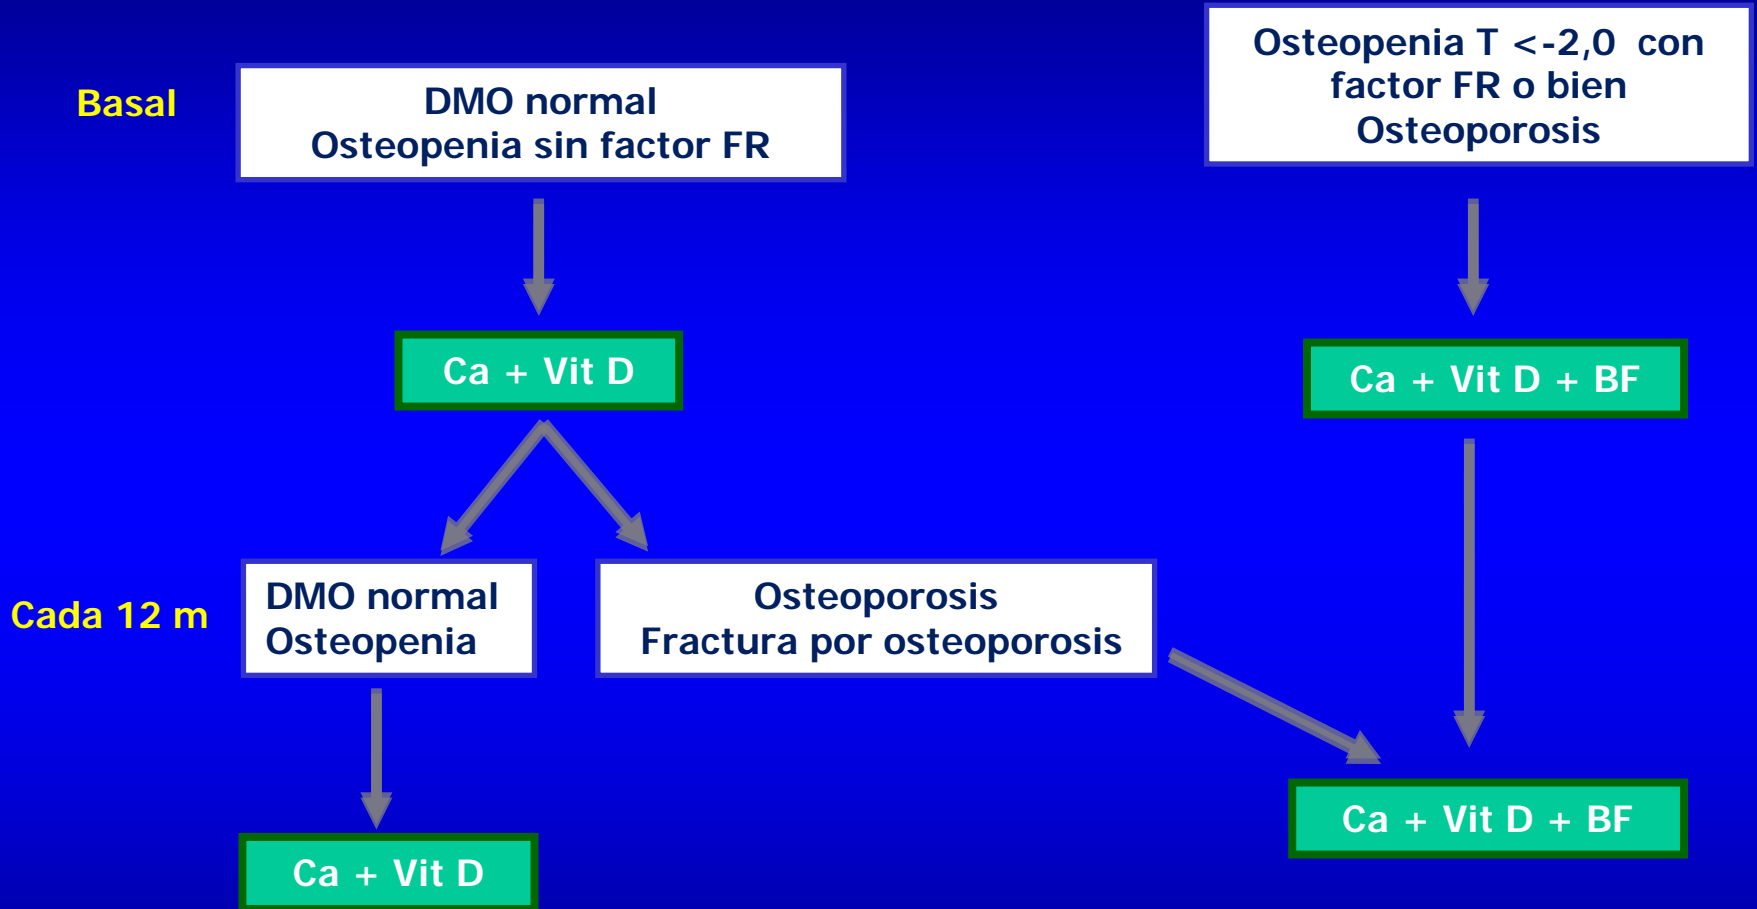 Basal
DMO normal
Osteopenia sin factor FR
Osteopenia T <-2,0 con
factor FR o bien
Osteoporosis
Ca + Vit D
Ca + Vit D + BF
Cada 12 m
DMO normal
Osteopenia
Osteoporosis
Fractura por osteoporosis
Ca + Vit D + BF
Ca + Vit D